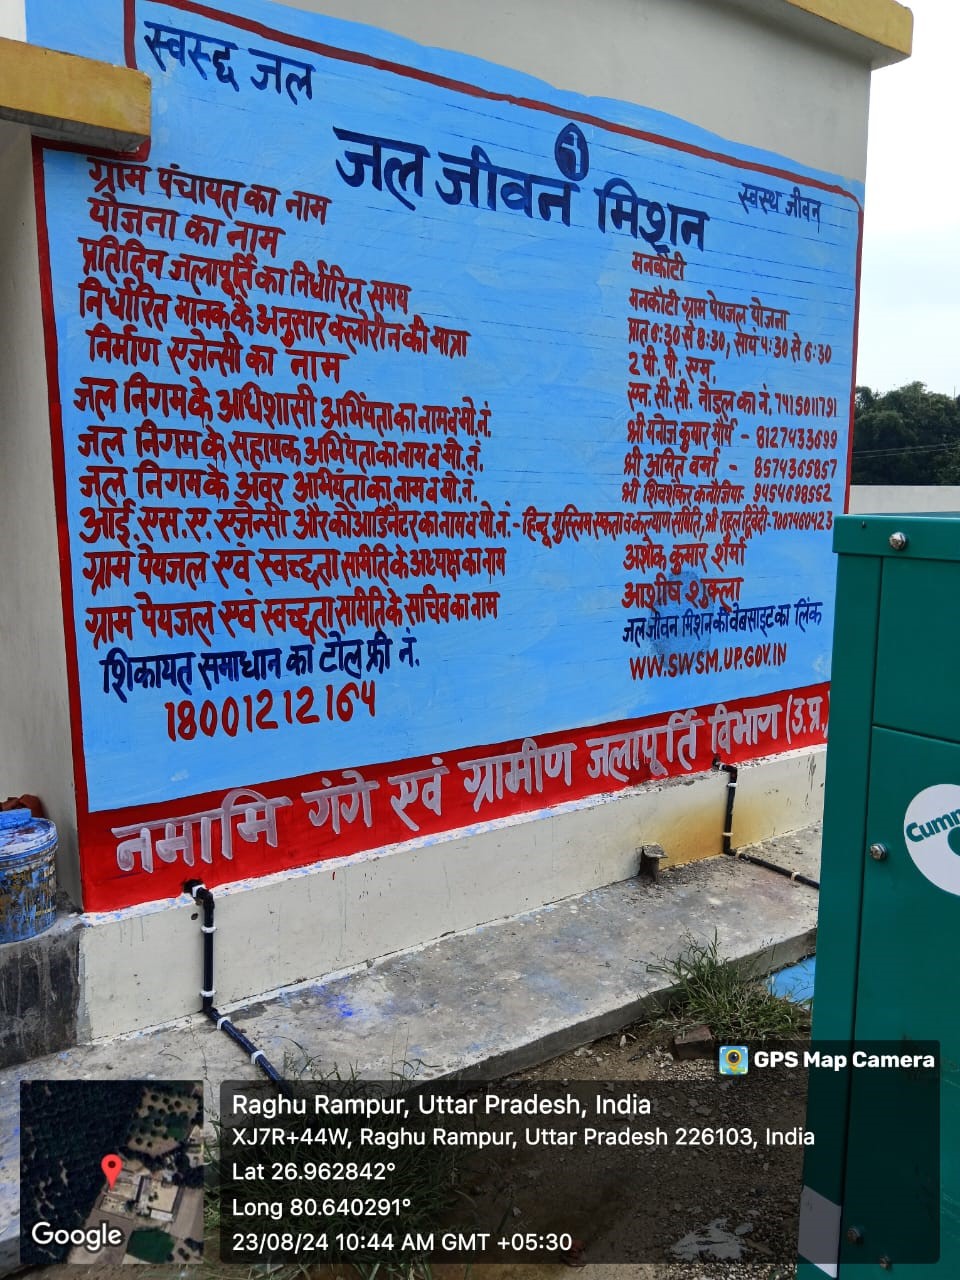 स्वस्द्द जल
जल जीवन मिशन
स्वस्थ जीवन
ग्राम पंचायत का नाम
मनकौटी
योजना का नाम
मनकौटी ग्राम पेयजल योजना
प्रतिदिन जलापूर्ति का निर्धारित समय
प्रात 6:30 से 8:30, सायं 4:30 से 6:30
निर्धारित मानक के अनुसार क्लोरीन की मात्रा
2 पी. पी. एम.
निर्माण एजेन्सी का नाम
एन. सी. सी. नोडल का नं. 7415011791
जल निगम के अधिशासी अभियंता का नाम व मो. नं.
श्री मनोज कुमार मौर्य - 8127433699
जल निगम के सहायक अभियंता का नाम व मो. नं.
श्री अमित वर्मा - 8574365857
जल निगम के अवर अभियंता का नाम व मो. नं.
श्री शिवशंकर कनौजिया- 9454698552
आई. एस. ए. एजेन्सी और कोआर्डिनेटर का नाम व मो. नं. - हिन्दू मुस्लिम एकता व कल्याण समिति, श्री राहुल द्विवेदी-7007460423
ग्राम पेयजल एवं स्वच्छता समिति के अध्यक्ष का नाम
अशोक कुमार शर्मा
ग्राम पेयजल एवं स्वच्छता समिति के सचिव का नाम
आशीष शुक्ला
शिकायत समाधान का टोल फ्री नं.
18001212164
जल जीवन मिशन की वेबसाइट का लिंक
WW.SWSM.UP.GOV.IN
नमामि गंगे एवं ग्रामीण जलापूर्ति विभाग (उ.प्र.)
GPS Map Camera
Raghu Rampur, Uttar Pradesh, India
XJ7R+44W, Raghu Rampur, Uttar Pradesh 226103, India
Lat 26.962842°
Long 80.640291°
23/08/24 10:44 AM GMT +05:30
Google